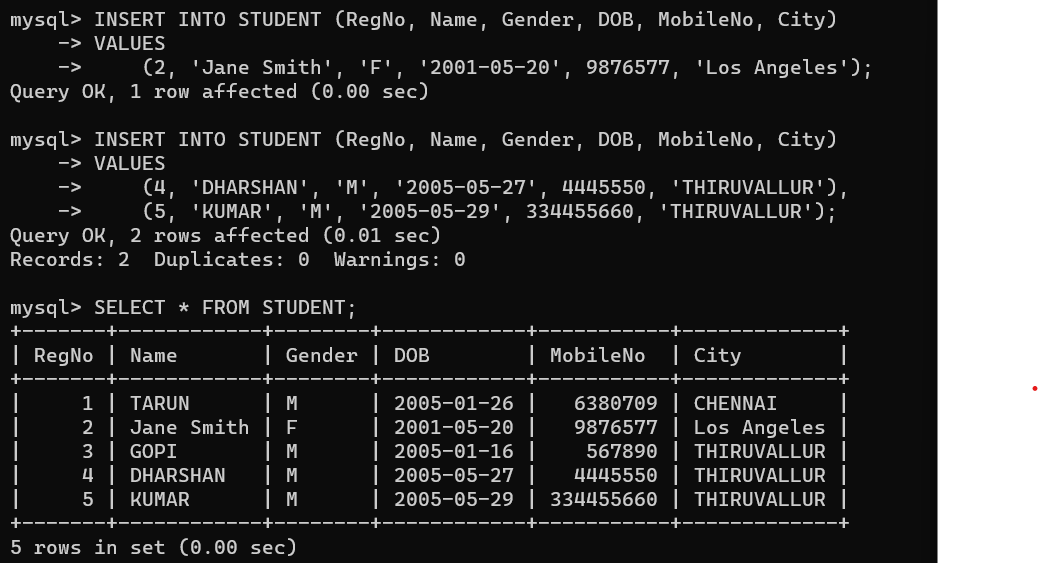 mysql> INSERT INTO STUDENT (RegNo, Name, Gender, DOB, MobileNo, City)
    -> VALUES
    ->     (2, 'Jane Smith', 'F', '2001-05-20', 9876577, 'Los Angeles');
Query OK, 1 row affected (0.00 sec)

mysql> INSERT INTO STUDENT (RegNo, Name, Gender, DOB, MobileNo, City)
    -> VALUES
    ->     (4, 'DHARSHAN', 'M', '2005-05-27', 4445550, 'THIRUVALLUR'),
    ->     (5, 'KUMAR', 'M', '2005-05-29', 334455660, 'THIRUVALLUR');
Query OK, 2 rows affected (0.01 sec)
Records: 2  Duplicates: 0  Warnings: 0

mysql> SELECT * FROM STUDENT;
+-------+------------+--------+------------+-----------+-------------+
| RegNo | Name       | Gender | DOB        | MobileNo  | City        |
+-------+------------+--------+------------+-----------+-------------+
|     1 | TARUN      | M      | 2005-01-26 |   6380709 | CHENNAI     |
|     2 | Jane Smith | F      | 2001-05-20 |   9876577 | Los Angeles |
|     3 | GOPI       | M      | 2005-01-16 |    567890 | THIRUVALLUR |
|     4 | DHARSHAN   | M      | 2005-05-27 |   4445550 | THIRUVALLUR |
|     5 | KUMAR      | M      | 2005-05-29 | 334455660 | THIRUVALLUR |
+-------+------------+--------+------------+-----------+-------------+
5 rows in set (0.00 sec)